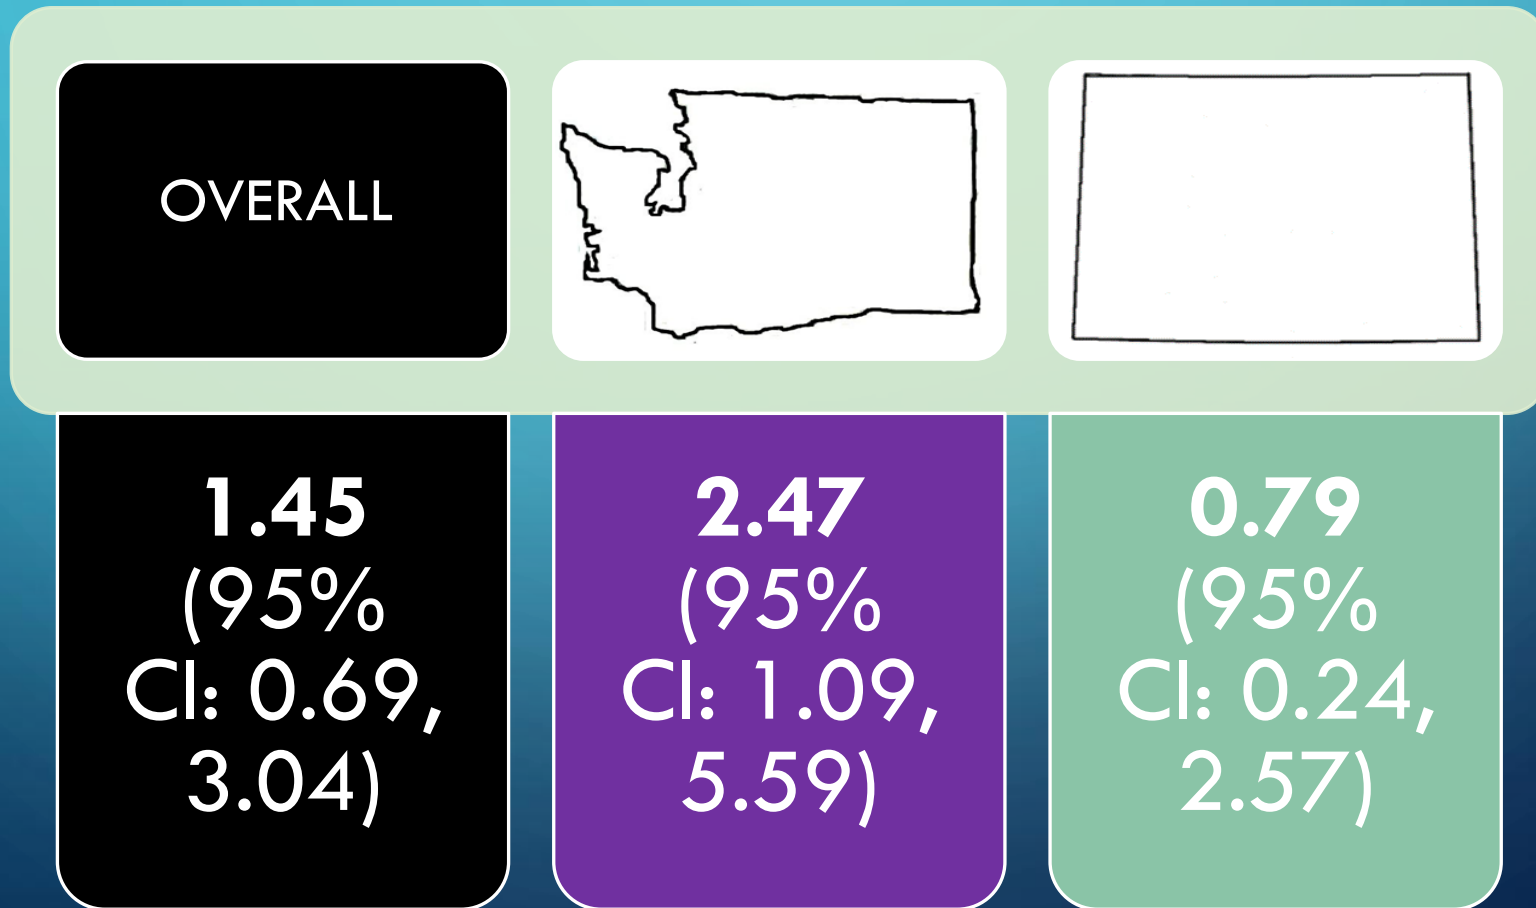 OVERALL
1.45
(95%
CI: 0.69,
3.04)
2.47
(95%
CI: 1.09,
5.59)
0.79
(95%
CI: 0.24,
2.57)